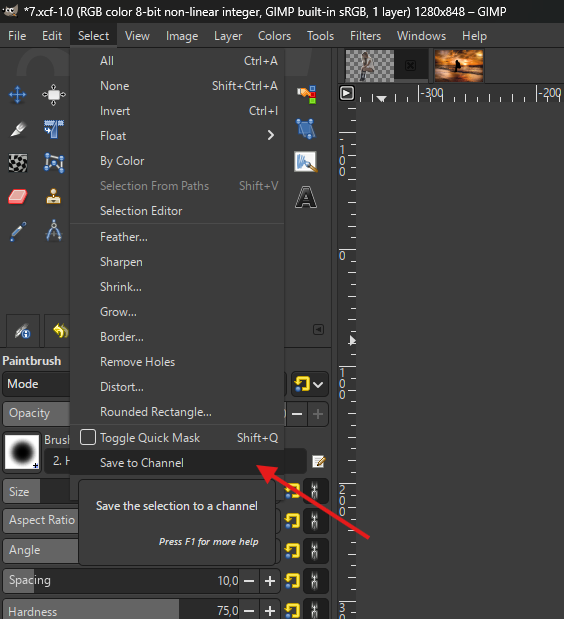 *7.xcf-1.0 (RGB color 8-bit non-linear integer, GIMP built-in sRGB, 1 layer) 1280x848 – GIMP
File Edit Select View Image Layer Colors Tools Filters Windows Help
All Ctrl+A
None Shift+Ctrl+A
Invert Ctrl+I
Float
By Color
Selection From Paths Shift+V
Selection Editor
Feather...
Sharpen
Shrink...
Grow...
Border...
Remove Holes
Distort...
Rounded Rectangle...
Toggle Quick Mask Shift+Q
Save to Channel
Save the selection to a channel
Press F1 for more help
Paintbrush
Mode
Opacity
Brush
2. H
Size
Aspect Ratio
Angle
Spacing 10,0
Hardness 75,0
-300 -200
-100
0
100
200
30